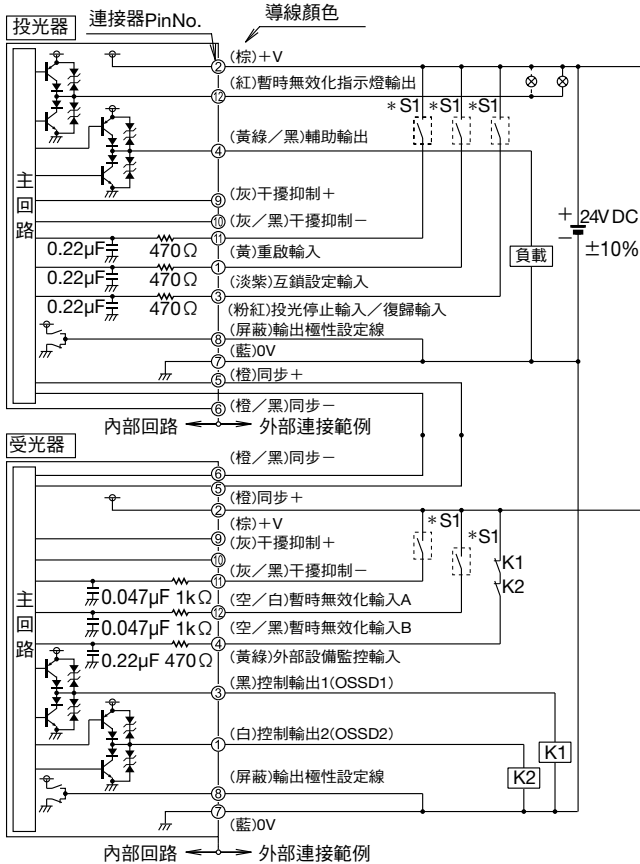 投光器
連接器PinNo.
導線顏色
②
(棕)+V
⑫
(紅)暫時無效化指示燈輸出
*S1 *S1 *S1
④
(黃綠/黑)輔助輸出
主回路
⑨
(灰)干擾抑制+
⑩
(灰/黑)干擾抑制-
⑪
0.22µF 470Ω
(黃)重啟輸入
①
0.22µF 470Ω
(淡紫)互鎖設定輸入
③
0.22µF 470Ω
(粉紅)投光停止輸入/復歸輸入
負載
+
-
24V DC
±10%
⑧
(屏蔽)輸出極性設定線
⑦
(藍)0V
⑤
(橙)同步+
⑥
(橙/黑)同步-
內部回路
外部連接範例
受光器
⑥
(橙/黑)同步-
⑤
(橙)同步+
②
(棕)+V
*S1
*S1
⑨
(灰)干擾抑制+
⑩
(灰/黑)干擾抑制-
K1
K2
⑪
主回路
0.047µF 1kΩ
(空/白)暫時無效化輸入A
⑫
0.047µF 1kΩ
(空/黑)暫時無效化輸入B
④
0.22µF 470Ω
(黃綠)外部設備監控輸入
③
(黑)控制輸出1(OSSD1)
①
(白)控制輸出2(OSSD2)
K1
K2
(屏蔽)輸出極性設定線
⑧
⑦
(藍)0V
內部回路
外部連接範例